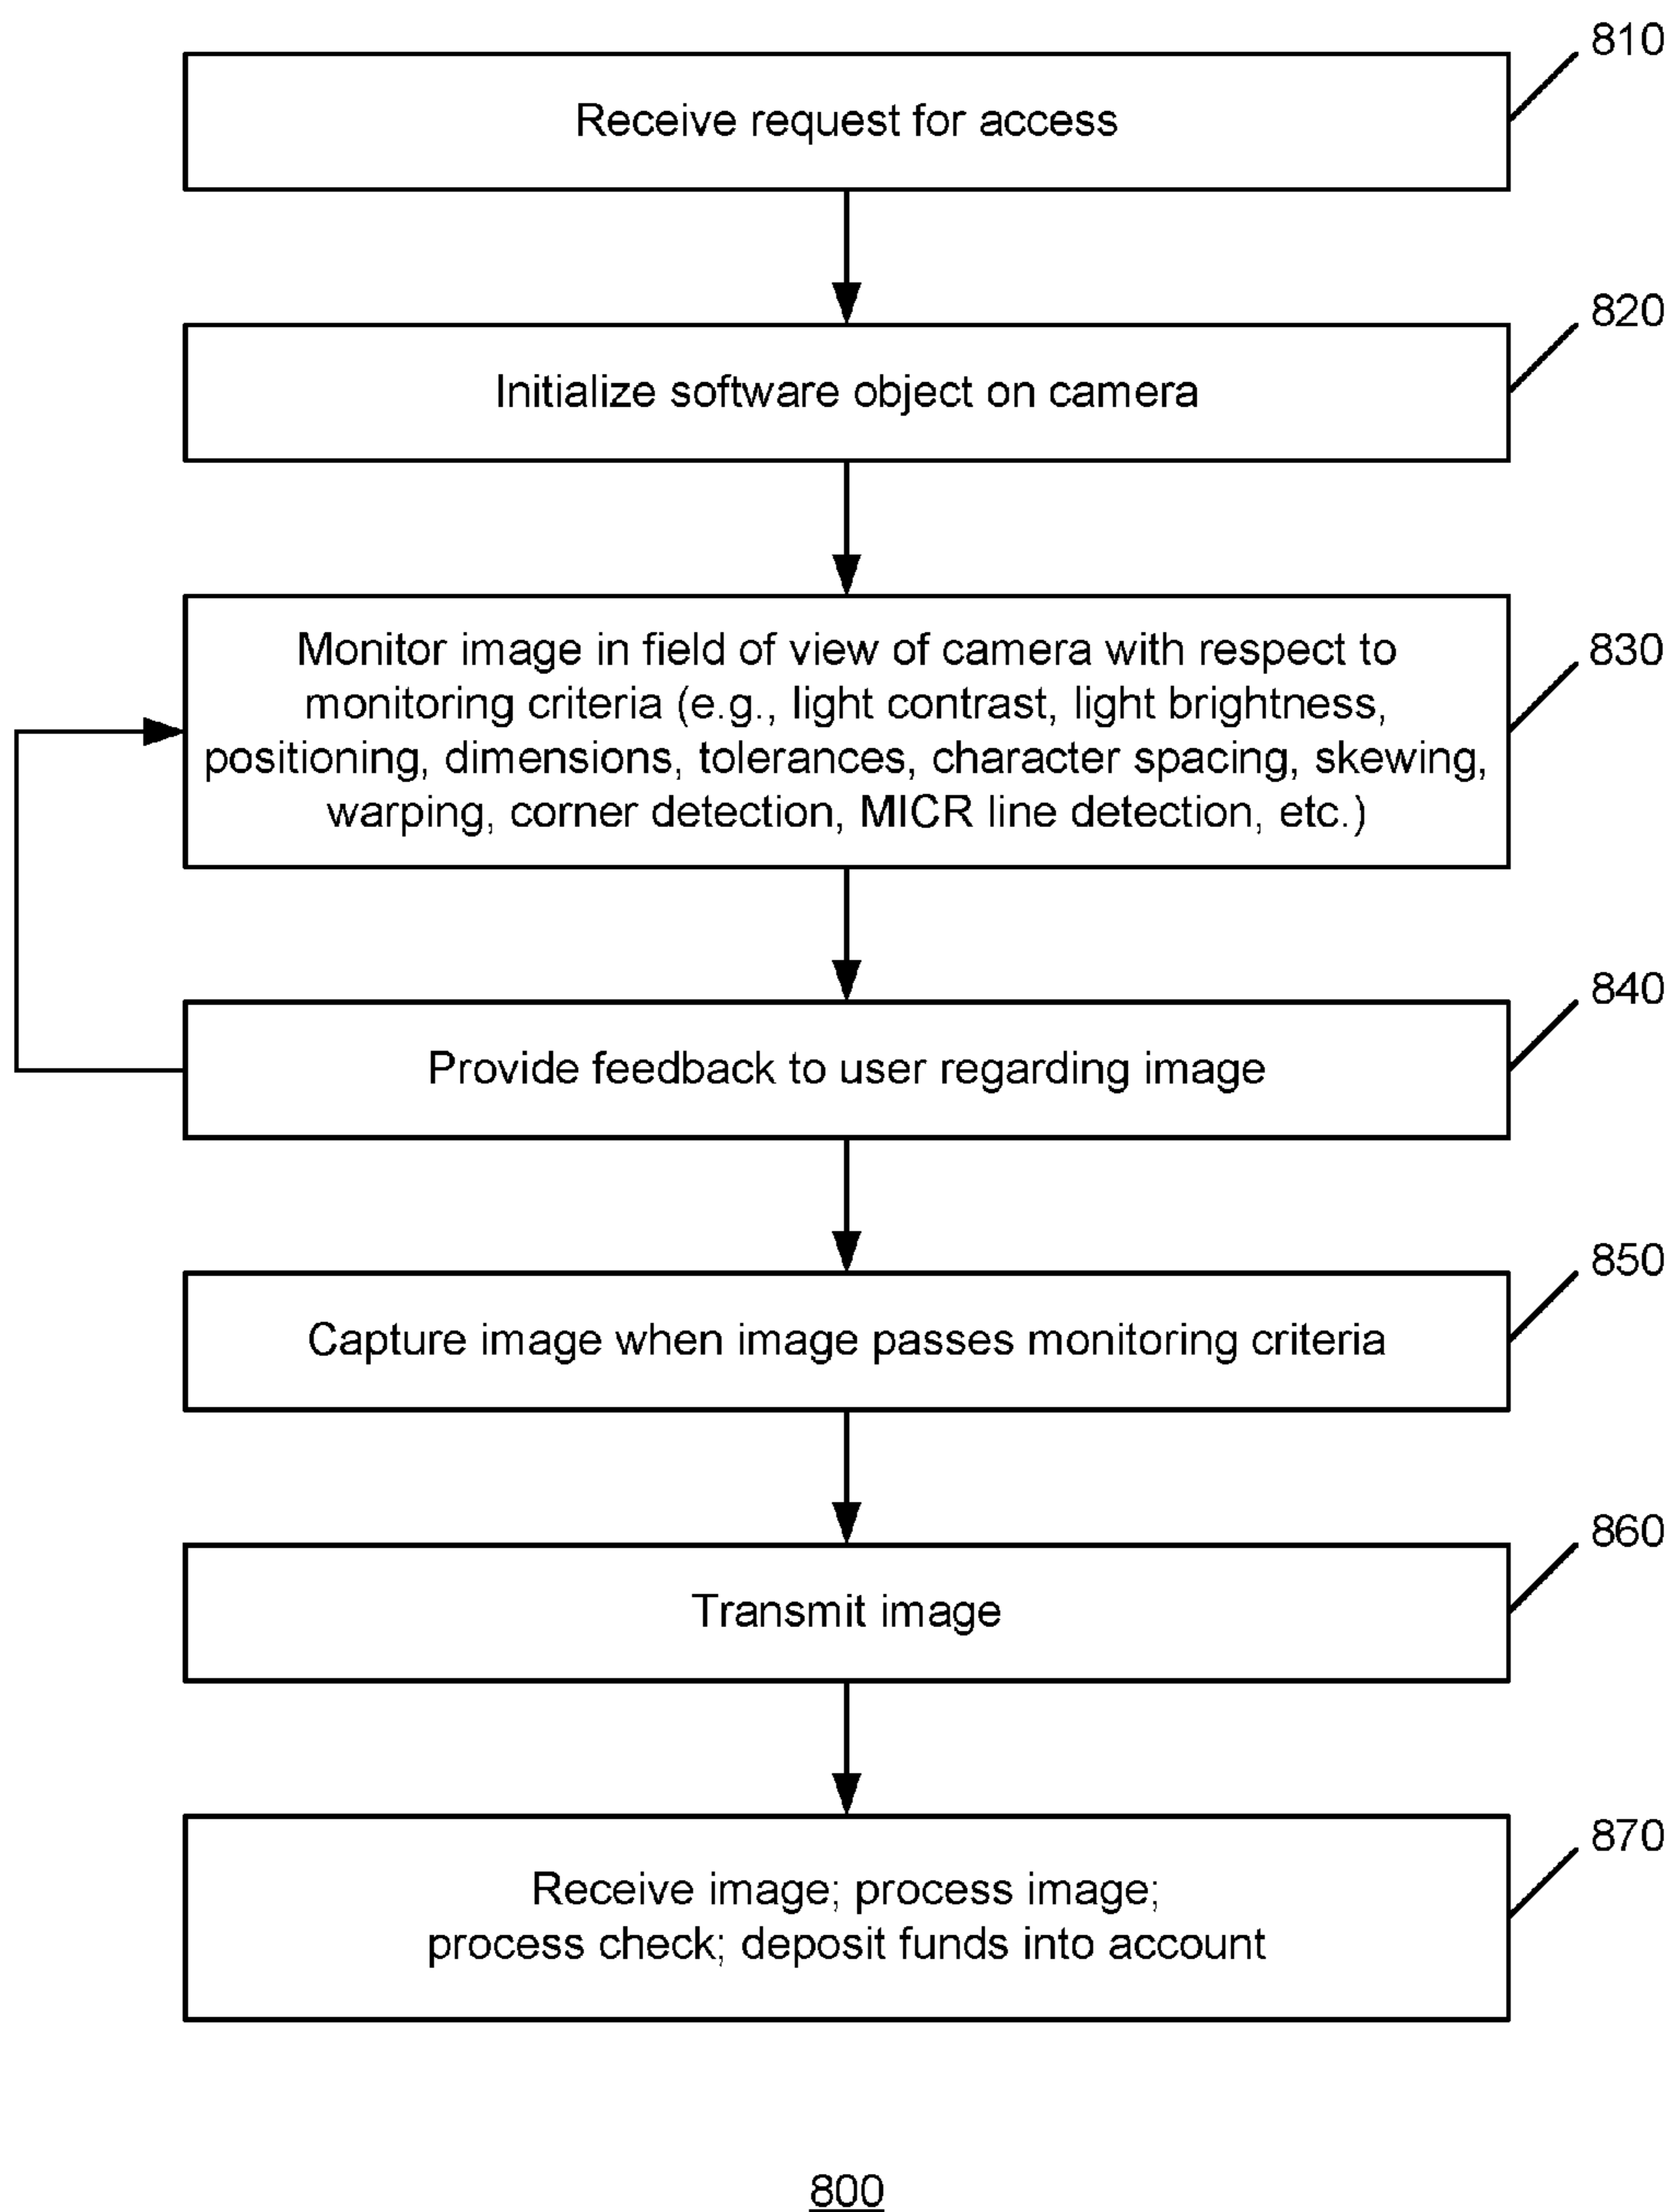 810
Receive request for access
820
Initialize software object on camera
830
Monitor image in field of view of camera with respect to
monitoring criteria (e.g., light contrast, light brightness,
positioning, dimensions, tolerances, character spacing, skewing,
warping, corner detection, MICR line detection, etc.)
840
Provide feedback to user regarding image
850
Capture image when image passes monitoring criteria
860
Transmit image
870
Receive image; process image;
process check; deposit funds into account
800